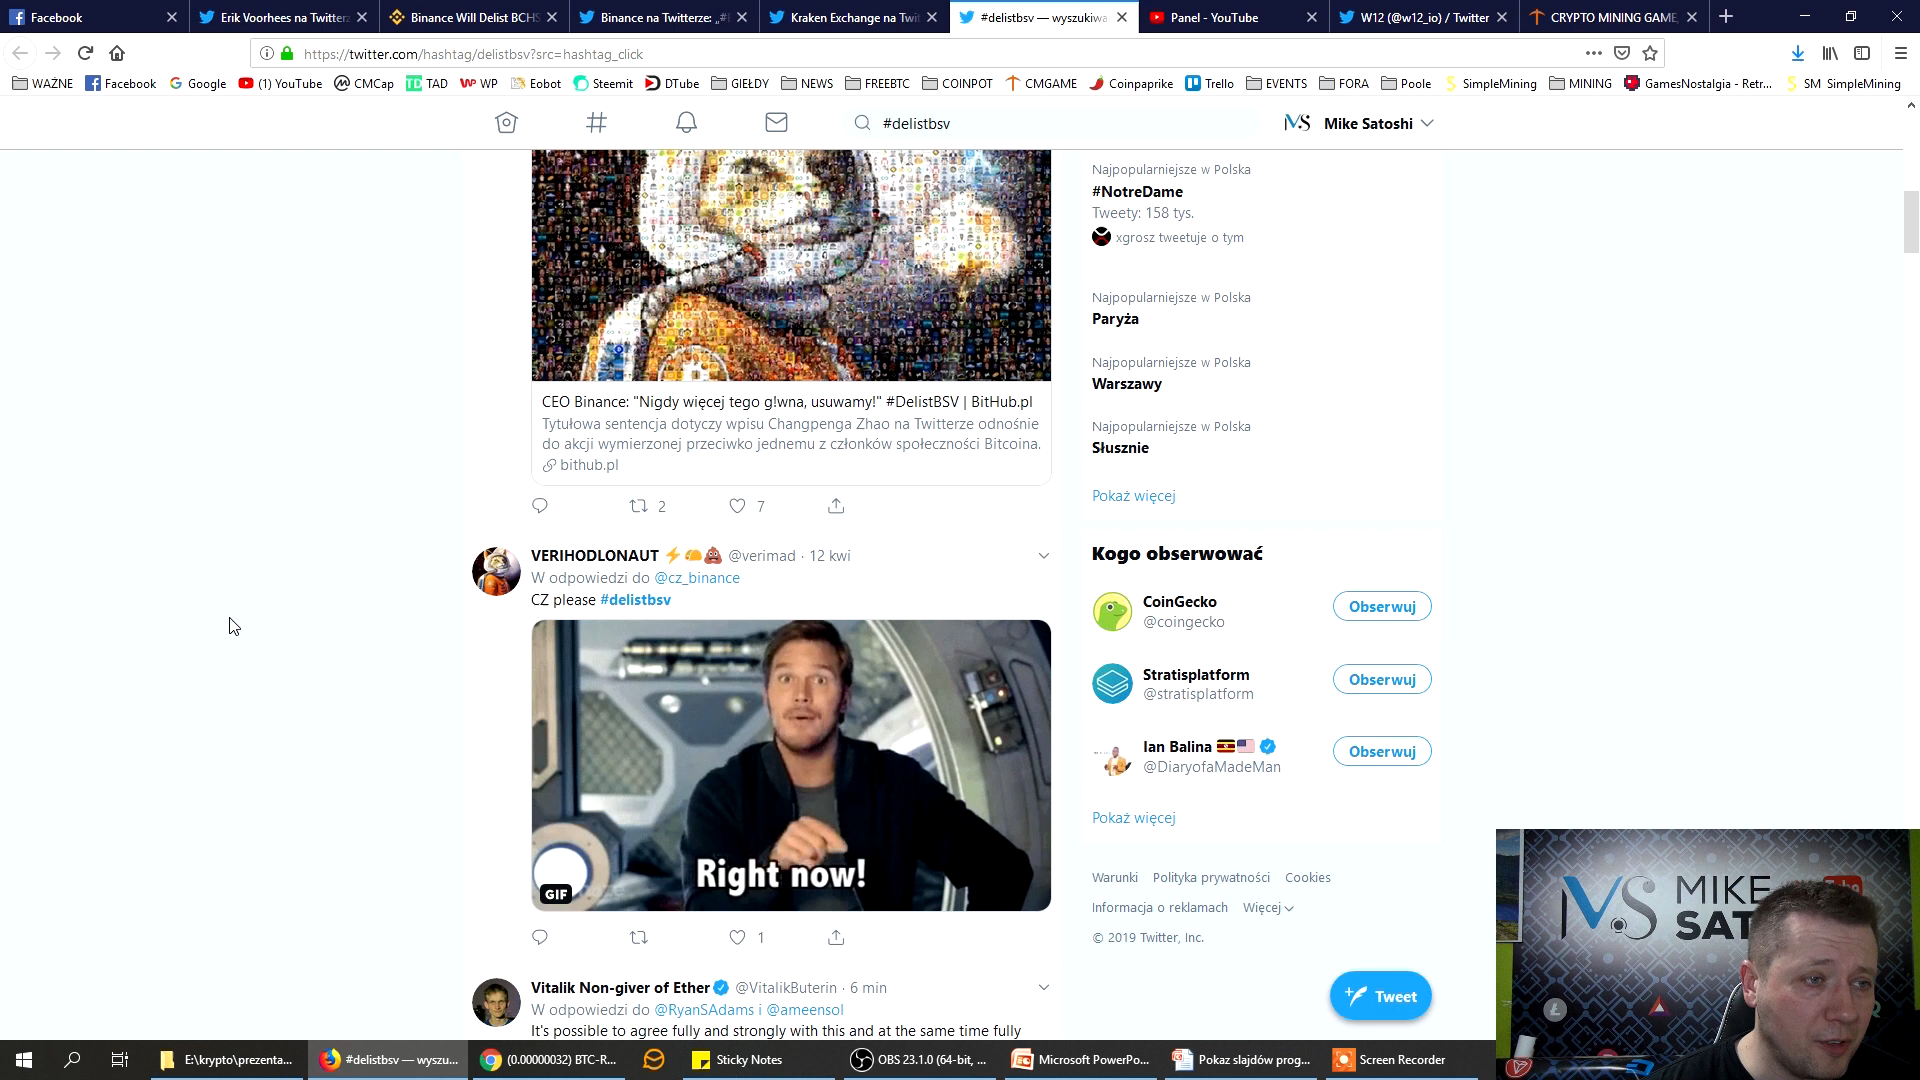 Facebook
Erik Voorhees na Twitterz
Binance Will Delist BCHS
Binance na Twitterze: „#
Kraken Exchange na Twit
#delistbsv — wyszukiwa
Panel - YouTube
W12 (@w12_io) / Twitter
CRYPTO MINING GAME
https://twitter.com/hashtag/delistbsv?src=hashtag_click
WAŻNE
Facebook
Google
(1) YouTube
CMCap
TAD
WP
Eobot
Steemit
DTube
GIEŁDY
NEWS
FREEBTC
COINPOT
CMGAME
Coinpaprike
Trello
EVENTS
FORA
Poole
SimpleMining
MINING
GamesNostalgia - Retr...
SM SimpleMining
#delistbsv
Mike Satoshi
CEO Binance: "Nigdy więcej tego g!wna, usuwamy!" #DelistBSV | BitHub.pl
Tytułowa sentencja dotyczy wpisu Changpenga Zhao na Twitterze odnośnie
do akcji wymierzonej przeciwko jednemu z członków społeczności Bitcoina.
bithub.pl
2
7
VERIHODLONAUT ⚡🌮💩 @verimad · 12 kwi
W odpowiedzi do @cz_binance
CZ please #delistbsv
Right now!
GIF
1
Vitalik Non-giver of Ether @VitalikButerin · 6 min
W odpowiedzi do @RyanSAdams i @ameensol
It's possible to agree fully and strongly with this and at the same time fully
Najpopularniejsze w Polska
#NotreDame
Tweety: 158 tys.
xgrosz tweetuje o tym
Najpopularniejsze w Polska
Paryża
Najpopularniejsze w Polska
Warszawy
Najpopularniejsze w Polska
Słusznie
Pokaż więcej
Kogo obserwować
CoinGecko
@coingecko
Obserwuj
Stratisplatform
@stratisplatform
Obserwuj
Ian Balina 🇺🇬🇺🇸
@DiaryofaMadeMan
Obserwuj
Pokaż więcej
Warunki Polityka prywatności Cookies
Informacja o reklamach Więcej
© 2019 Twitter, Inc.
Tweet
MIKE
SAT
E:\krypto\prezenta...
#delistbsv — wyszu...
(0.00000032) BTC-R...
Sticky Notes
OBS 23.1.0 (64-bit, ...
Microsoft PowerPo...
Pokaz slajdów prog...
Screen Recorder